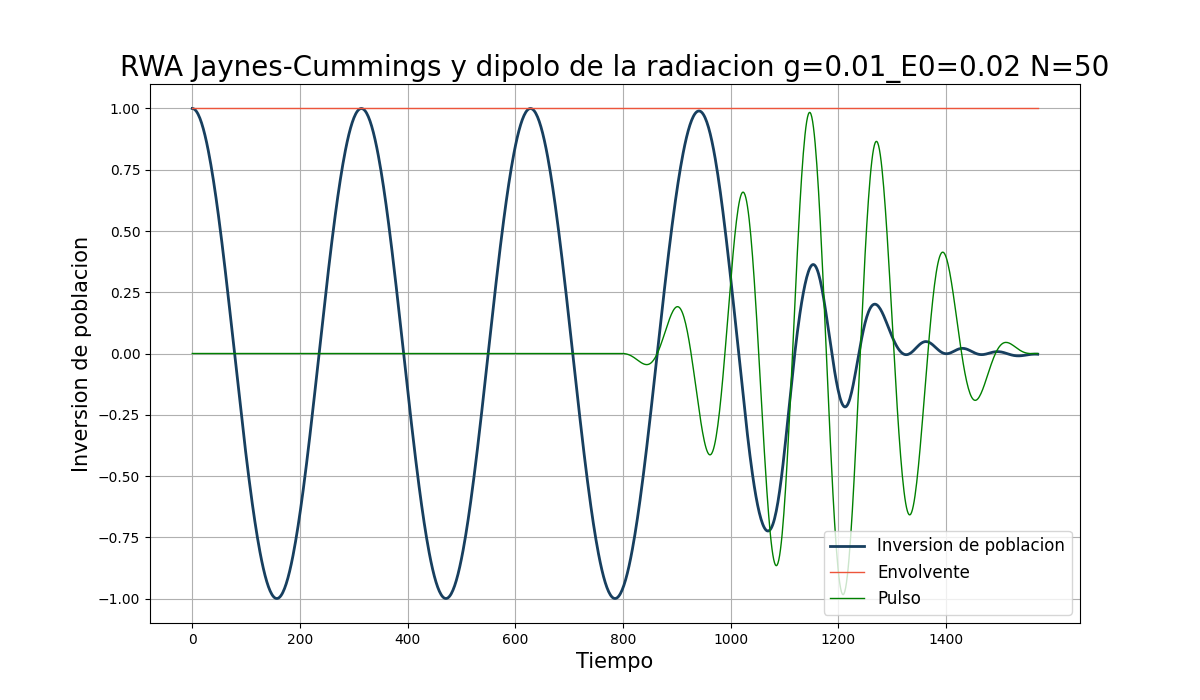 RWA Jaynes-Cummings y dipolo de la radiacion g=0.01_E0=0.02 N=50
Inversion de poblacion
1.00
0.75
0.50
0.25
0.00
−0.25
−0.50
−0.75
−1.00
Inversion de poblacion
Envolvente
Pulso
0 200 400 600 800 1000 1200 1400
Tiempo